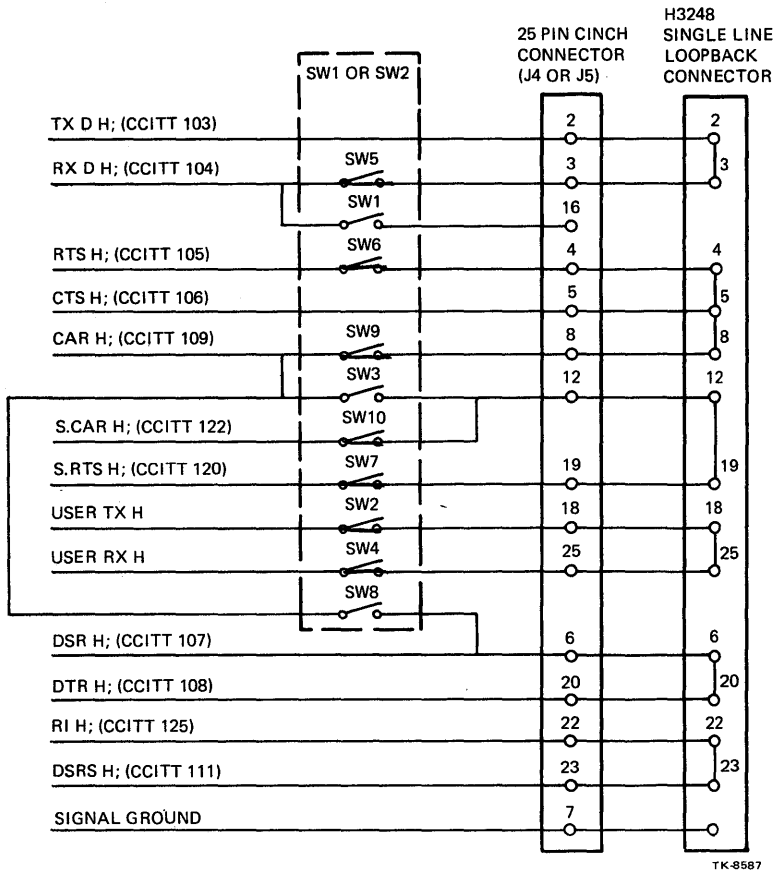 H3248
25 PIN CINCH SINGLE LINE
CONNECTOR LOOPBACK
(J4 OR J5) CONNECTOR
SW1 OR SW2
TX D H; (CCITT 103) 2 2
RX D H; (CCITT 104) SW5 3 3
SW1 16
RTS H; (CCITT 105) SW6 4 4
CTS H; (CCITT 106) 5 5
CAR H; (CCITT 109) SW9 8 8
SW3 12 12
S.CAR H; (CCITT 122) SW10
S.RTS H; (CCITT 120) SW7 19 19
USER TX H SW2 18 18
USER RX H SW4 25 25
SW8
DSR H; (CCITT 107) 6 6
DTR H; (CCITT 108) 20 20
RI H; (CCITT 125) 22 22
DSRS H; (CCITT 111) 23 23
SIGNAL GROUND 7
TK-8587